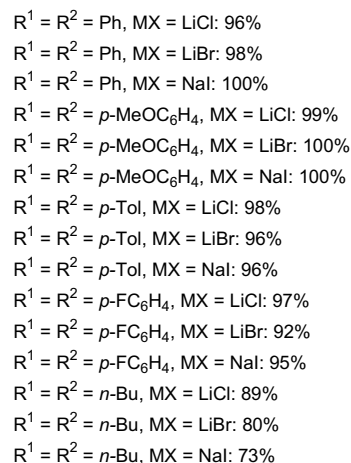 R¹ = R² = Ph, MX = LiCl: 96%
R¹ = R² = Ph, MX = LiBr: 98%
R¹ = R² = Ph, MX = NaI: 100%
R¹ = R² = p-MeOC₆H₄, MX = LiCl: 99%
R¹ = R² = p-MeOC₆H₄, MX = LiBr: 100%
R¹ = R² = p-MeOC₆H₄, MX = NaI: 100%
R¹ = R² = p-Tol, MX = LiCl: 98%
R¹ = R² = p-Tol, MX = LiBr: 96%
R¹ = R² = p-Tol, MX = NaI: 96%
R¹ = R² = p-FC₆H₄, MX = LiCl: 97%
R¹ = R² = p-FC₆H₄, MX = LiBr: 92%
R¹ = R² = p-FC₆H₄, MX = NaI: 95%
R¹ = R² = n-Bu, MX = LiCl: 89%
R¹ = R² = n-Bu, MX = LiBr: 80%
R¹ = R² = n-Bu, MX = NaI: 73%